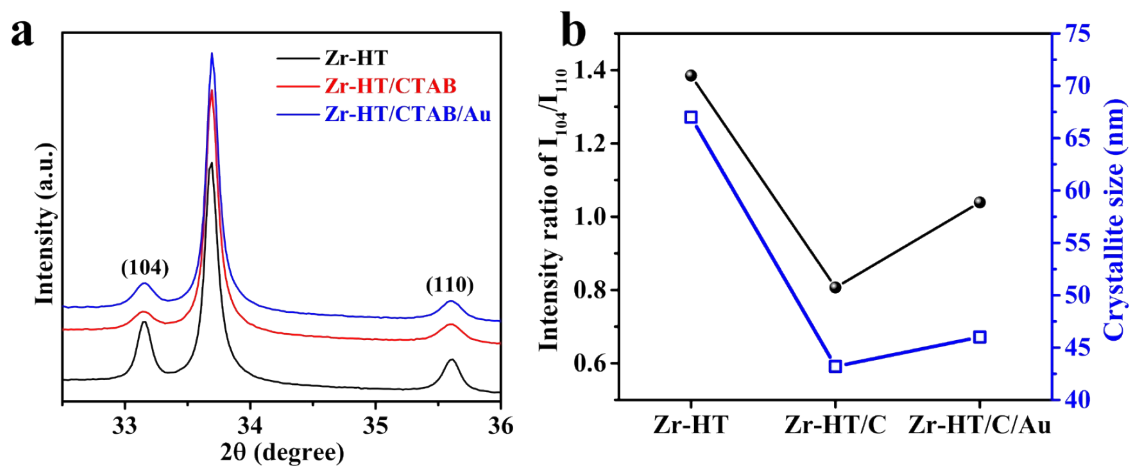 a
Zr-HT
Zr-HT/CTAB
Zr-HT/CTAB/Au
(104)
(110)
Intensity (a.u.)
33
34
35
36
2θ (degree)
b
Intensity ratio of I104/I110
1.4
1.2
1.0
0.8
0.6
75
70
65
60
55
50
45
40
Crystallite size (nm)
Zr-HT
Zr-HT/C
Zr-HT/C/Au